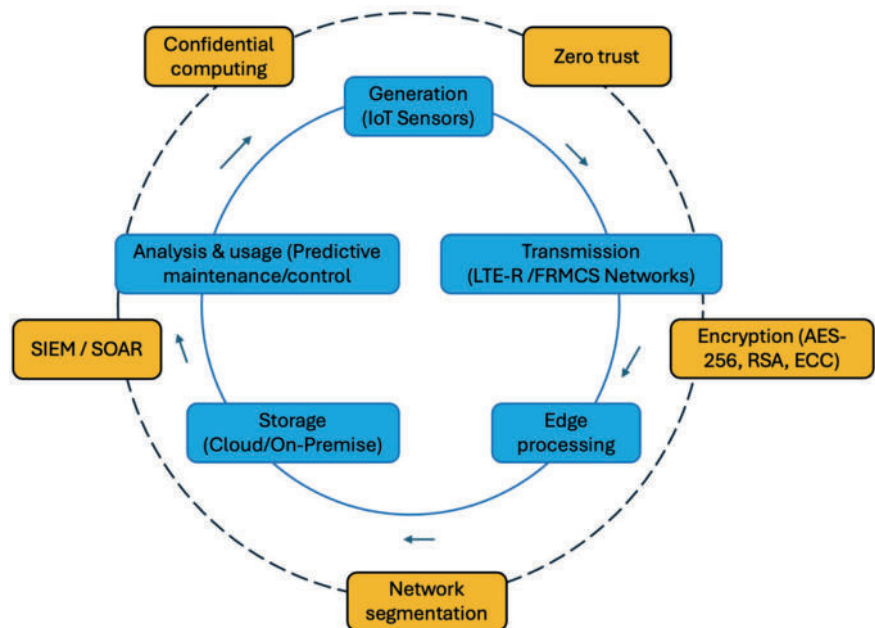 Confidential
computing
Zero trust
Generation
(IoT Sensors)
Analysis & usage (Predictive
maintenance/control
Transmission
(LTE-R /FRMCS Networks)
SIEM / SOAR
Encryption (AES-
256, RSA, ECC)
Storage
(Cloud/On-Premise)
Edge
processing
Network
segmentation